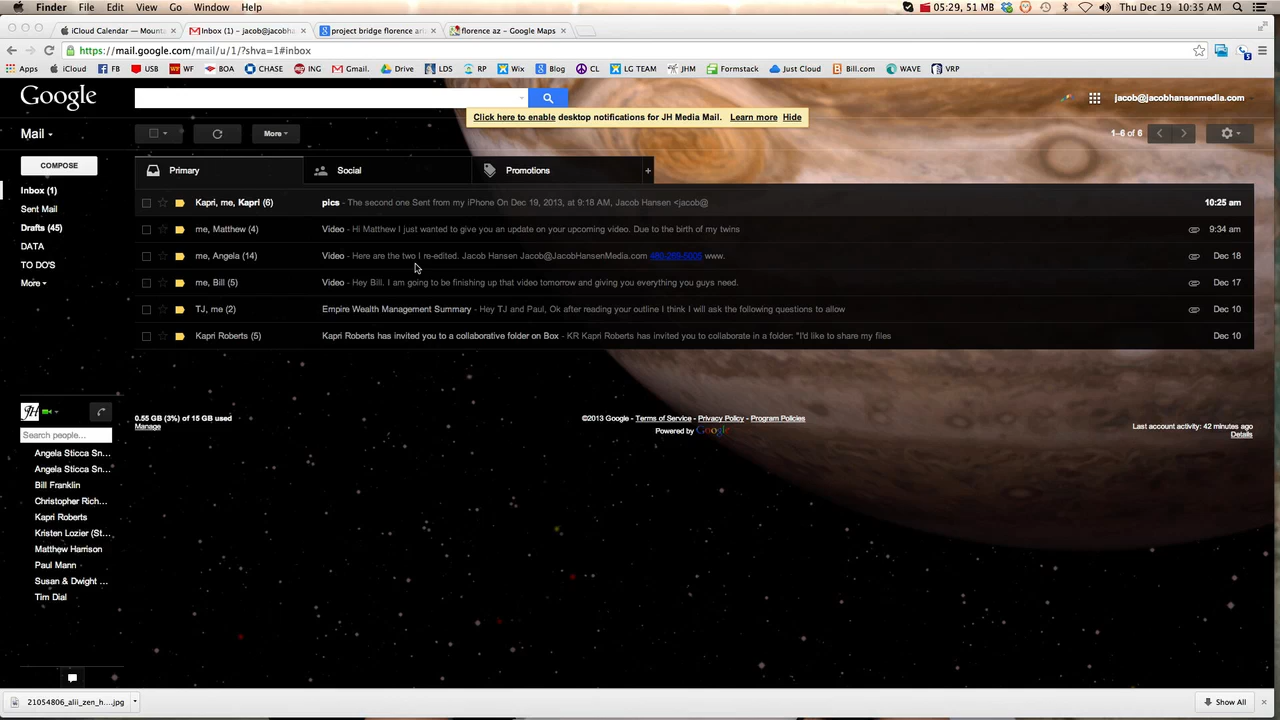 Finder File Edit View Go Window Help 05:29, 51 MB Thu Dec 19 10:35 AM
iCloud Calendar — Mount: Inbox (1) - jacob@jacobha project bridge florence ari florence az - Google Maps
https://mail.google.com/mail/u/1/?shva=1#inbox
Apps iCloud FB USB WF BOA CHASE ING Gmail. Drive LDS RP Wix Blog CL LG TEAM JHM Formstack Just Cloud Bill.com WAVE VRP
Google jacob@jacobhansenmedia.com
Click here to enable desktop notifications for JH Media Mail. Learn more Hide
Mail More 1–6 of 6
COMPOSE Primary Social Promotions +
Inbox (1)
Sent Mail
Drafts (45)
DATA
TO DO'S
More
Kapri, me, Kapri (6) pics - The second one Sent from my iPhone On Dec 19, 2013, at 9:18 AM, Jacob Hansen <jacob@ 10:25 am
me, Matthew (4) Video - Hi Matthew I just wanted to give you an update on your upcoming video. Due to the birth of my twins 9:34 am
me, Angela (14) Video - Here are the two I re-edited. Jacob Hansen Jacob@JacobHansenMedia.com 480-269-5005 www. Dec 18
me, Bill (5) Video - Hey Bill. I am going to be finishing up that video tomorrow and giving you everything you guys need. Dec 17
TJ, me (2) Empire Wealth Management Summary - Hey TJ and Paul, Ok after reading your outline I think I will ask the following questions to allow Dec 10
Kapri Roberts (5) Kapri Roberts has invited you to a collaborative folder on Box - KR Kapri Roberts has invited you to collaborate in a folder: "I'd like to share my files Dec 10
JH
Search people...
Angela Sticca Sn...
Angela Sticca Sn...
Bill Franklin
Christopher Rich...
Kapri Roberts
Kristen Lozier (St...
Matthew Harrison
Paul Mann
Susan & Dwight ...
Tim Dial
0.55 GB (3%) of 15 GB used
Manage
©2013 Google - Terms of Service - Privacy Policy - Program Policies
Powered by Google
Last account activity: 42 minutes ago
Details
21054806_alii_zen_h....jpg Show All